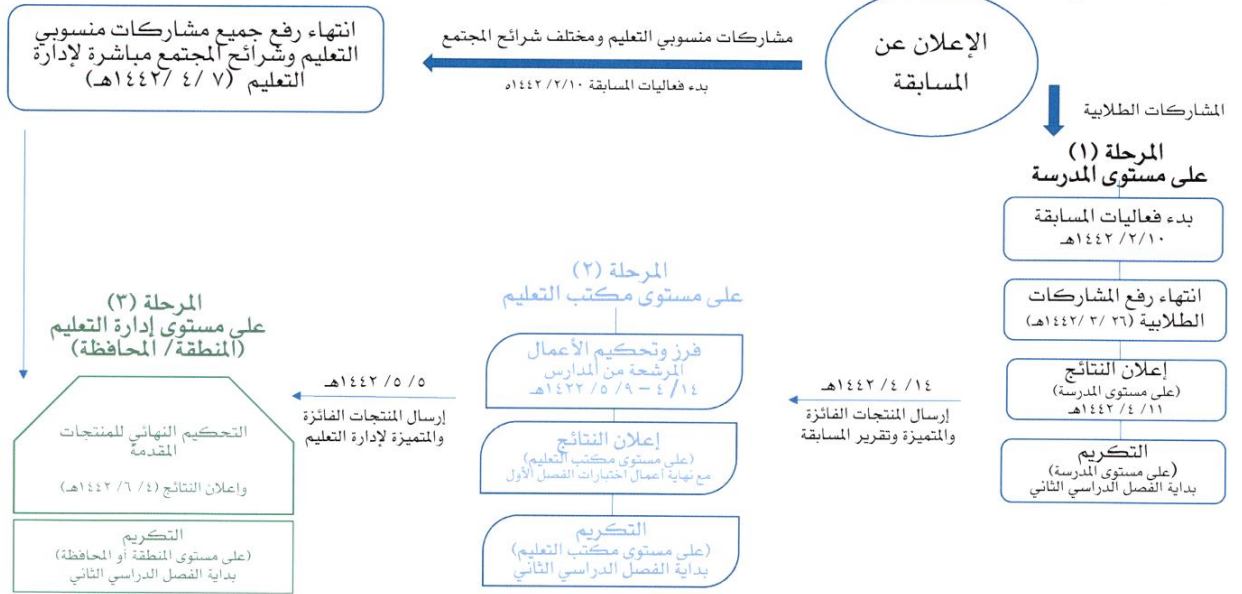 الإعلان عن
المسابقة
مشاركات منسوبي التعليم ومختلف شرائح المجتمع
بدء فعاليات المسابقة ١٤٤٢/٢/١٠ه
انتهاء رفع جميع مشاركات منسوبي
التعليم وشرائح المجتمع مباشرة لإدارة
التعليم (٧ /٤ /١٤٤٢هـ)
المشاركات الطلابية
المرحلة (١)
على مستوى المدرسة
بدء فعاليات المسابقة
١٤٤٢/٢/١٠هـ
انتهاء رفع المشاركات
الطلابية (٢٦ /٣ /١٤٤٢هـ)
إعلان النتائج
(على مستوى المدرسة)
١١/ ٤/ ١٤٤٢هـ
التكريم
(على مستوى المدرسة)
بداية الفصل الدراسي الثاني
١٤/ ٤/ ١٤٤٢هـ
إرسال المنتجات الفائزة
والمتميزة وتقرير المسابقة
المرحلة (٢)
على مستوى مكتب التعليم
فرز وتحكيم الأعمال
المرشحة من المدارس
١٤/ ٤ – ٩/ ٥/ ١٤٢٢هـ
إعلان النتائج
(على مستوى مكتب التعليم)
مع نهاية أعمال اختبارات الفصل الأول
التكريم
(على مستوى مكتب التعليم)
بداية الفصل الدراسي الثاني
٥/ ٥/ ١٤٤٢هـ
إرسال المنتجات الفائزة
والمتميزة لإدارة التعليم
المرحلة (٣)
على مستوى إدارة التعليم
(المنطقة/ المحافظة)
التحكيم النهائي للمنتجات
المقدمة
وإعلان النتائج (٤/ ٦/ ١٤٤٢هـ)
التكريم
(على مستوى المنطقة أو المحافظة)
بداية الفصل الدراسي الثاني